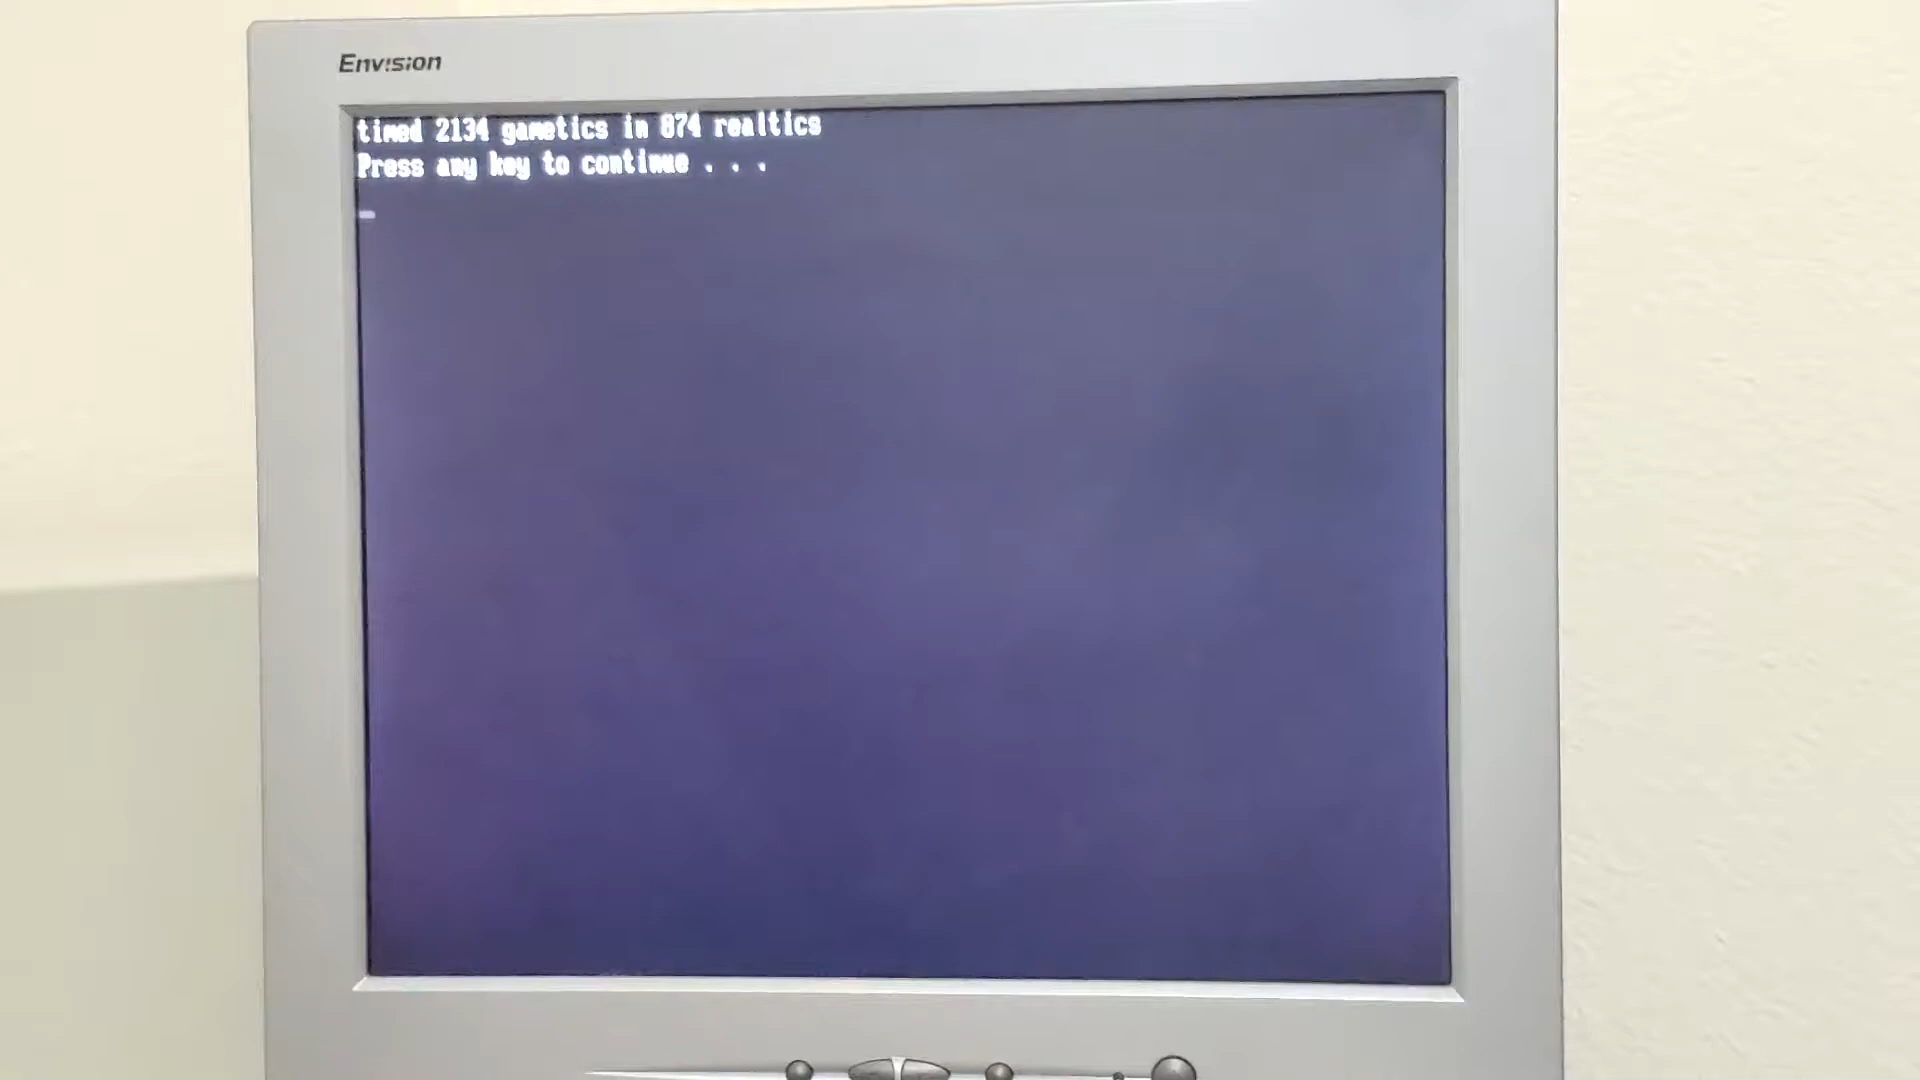 Envision
timed 2134 gametics in 874 realtics
Press any key to continue . . .